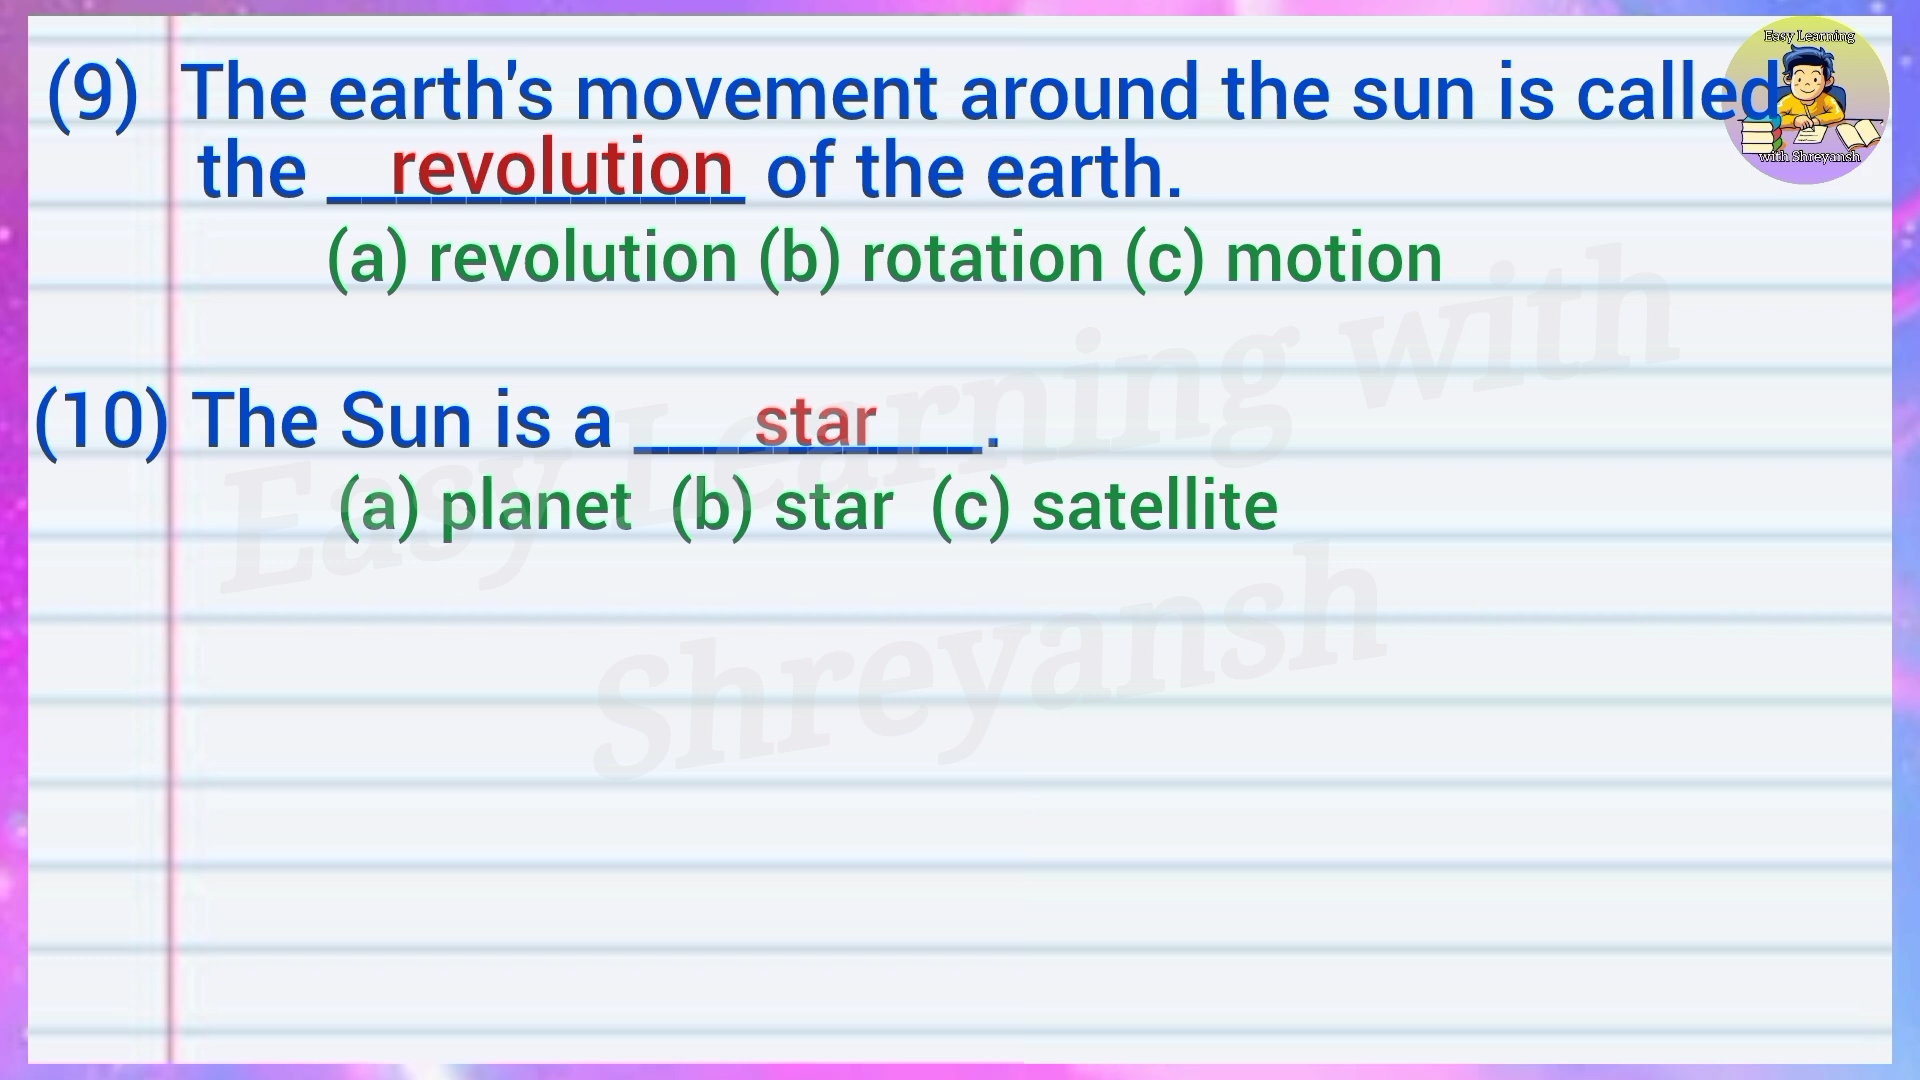 Easy Learning
with Shreyansh
(9) The earth's movement around the sun is called
the revolution of the earth.
(a) revolution (b) rotation (c) motion
(10) The Sun is a star.
(a) planet (b) star (c) satellite
Easy Learning with
Shreyansh